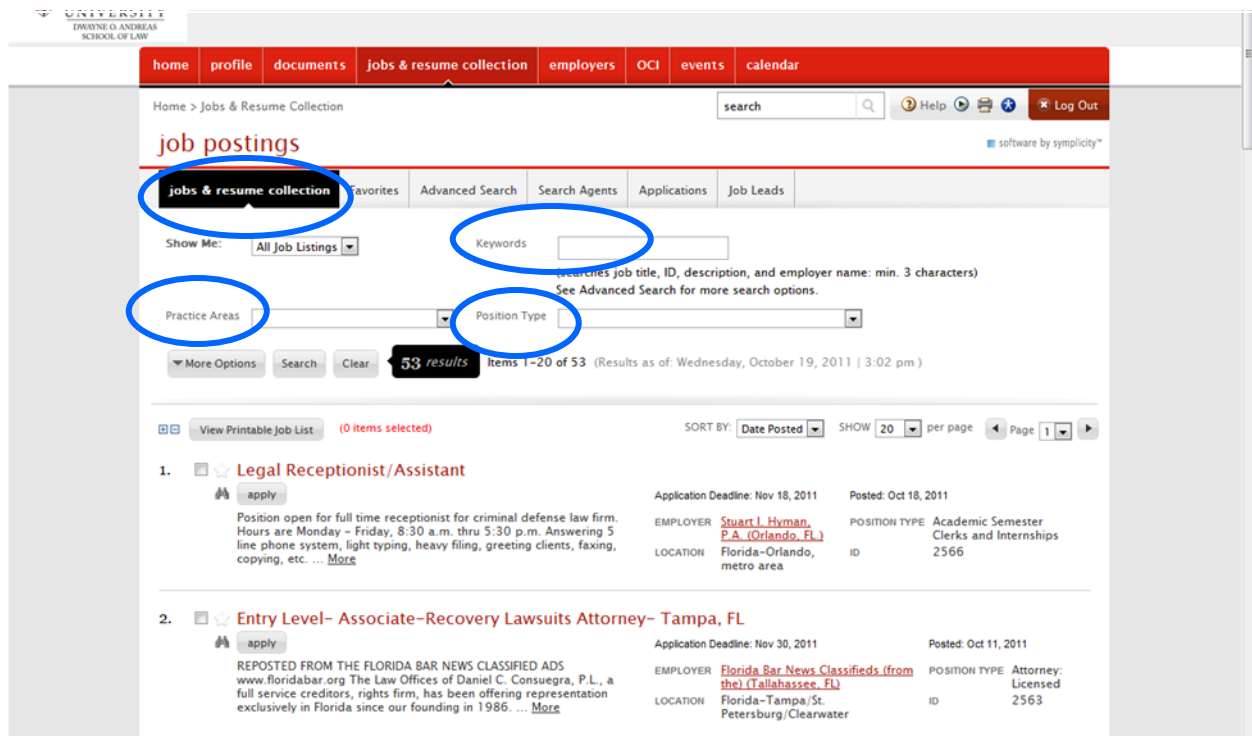 UNIVERSITY
DWAYNE O. ANDREAS
SCHOOL OF LAW
home profile documents jobs & resume collection employers OCI events calendar
Home > Jobs & Resume Collection
search
Help
Log Out
job postings
software by symplicity™
jobs & resume collection Favorites Advanced Search Search Agents Applications Job Leads
Show Me: All Job Listings
Keywords
(searches job title, ID, description, and employer name: min. 3 characters)
See Advanced Search for more search options.
Practice Areas
Position Type
More Options Search Clear 53 results Items 1-20 of 53 (Results as of: Wednesday, October 19, 2011 | 3:02 pm )
View Printable Job List (0 items selected) SORT BY: Date Posted SHOW 20 per page Page 1
1. Legal Receptionist/Assistant
apply
Position open for full time receptionist for criminal defense law firm.
Hours are Monday – Friday, 8:30 a.m. thru 5:30 p.m. Answering 5
line phone system, light typing, heavy filing, greeting clients, faxing,
copying, etc. ... More
Application Deadline: Nov 18, 2011 Posted: Oct 18, 2011
EMPLOYER Stuart I. Hyman,
P.A. (Orlando, FL.)
LOCATION Florida-Orlando,
metro area
POSITION TYPE Academic Semester
Clerks and Internships
ID 2566
2. Entry Level- Associate-Recovery Lawsuits Attorney- Tampa, FL
apply
REPOSTED FROM THE FLORIDA BAR NEWS CLASSIFIED ADS
www.floridabar.org The Law Offices of Daniel C. Consuegra, P.L., a
full service creditors, rights firm, has been offering representation
exclusively in Florida since our founding in 1986. ... More
Application Deadline: Nov 30, 2011 Posted: Oct 11, 2011
EMPLOYER Florida Bar News Classifieds (from
the) (Tallahassee, FL)
LOCATION Florida-Tampa/St.
Petersburg/Clearwater
POSITION TYPE Attorney:
Licensed
ID 2563